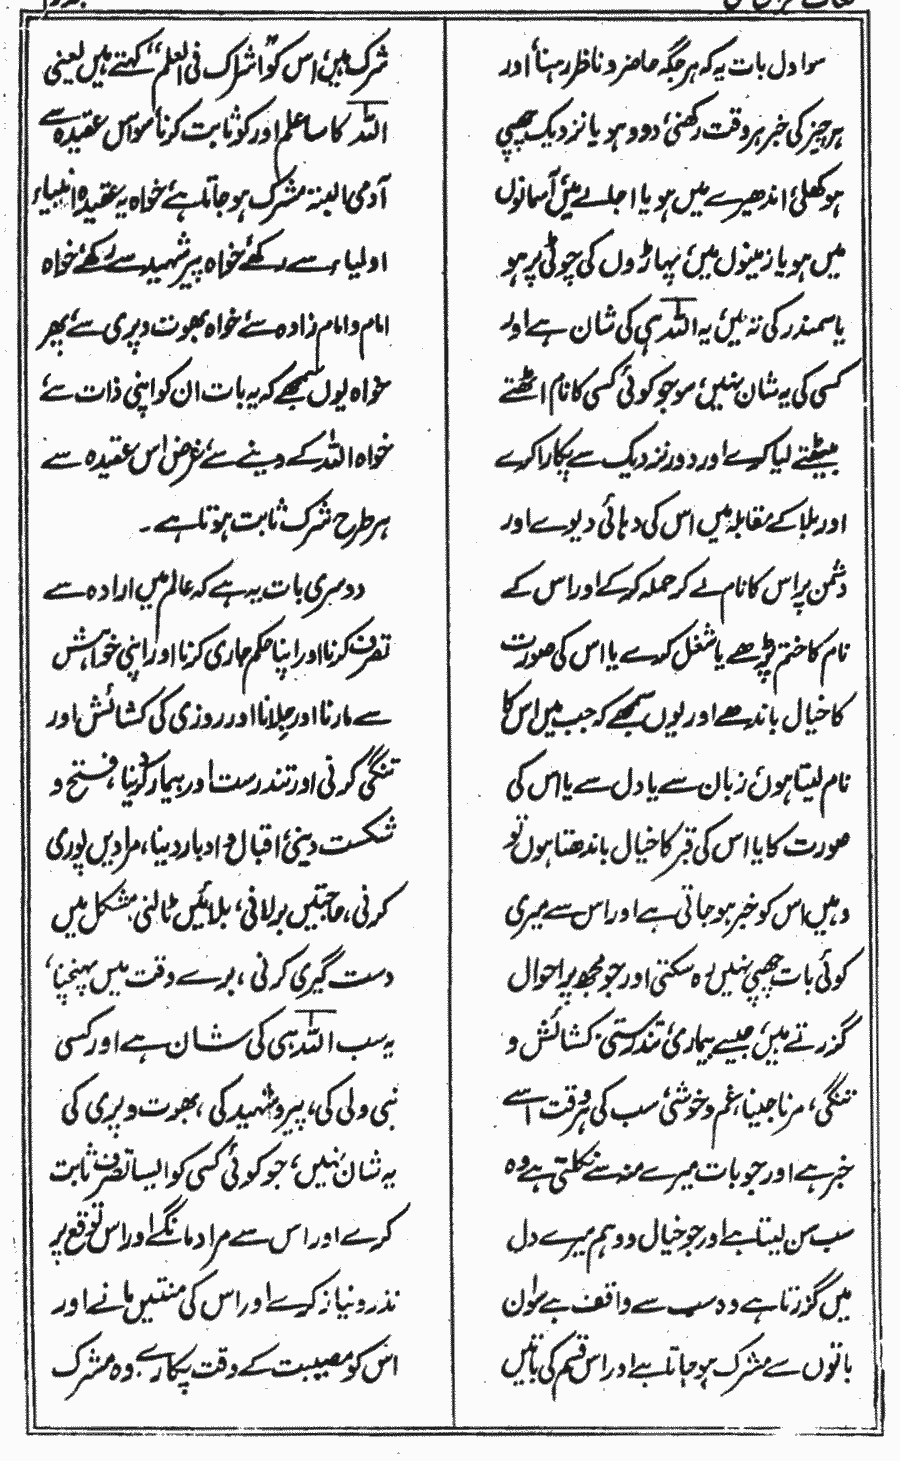 سو اول بات یہ کہ ہر جگہ حاضر و ناظر رہنا، اور
ہر چیز کی خبر ہر وقت رکھنی، دور ہو یا نزدیک چھپی
ہو کھلی، اندھیرے میں ہو یا اجالے میں، آسمانوں
میں ہو یا زمینوں میں، پہاڑوں کی چوٹی پر ہو
یا سمندر کی تہ میں، یہ اللہ ہی کی شان ہے اور
کسی کی یہ شان نہیں، سو جو کوئی کسی کا نام اٹھتے
بیٹھتے لیا کرے اور دور نزدیک سے پکارا کرے
اور بلا کے مقابلہ میں اس کی دہائی دیوے اور
دشمن پر اس کا نام لے کر حملہ کرے اور اس کے
نام کا ختم پڑھے یا شغل کرے یا اس کی صورت
کا خیال باندھے اور یوں سمجھے کہ جب میں اس کا
نام لیتا ہوں، زبان سے یا دل سے یا اس کی
صورت کا یا اس کی قبر کا خیال باندھتا ہوں تو
وہیں اس کو خبر ہو جاتی ہے اور اس سے میری
کوئی بات چھپی نہیں رہ سکتی اور جو مجھ پر احوال
گزرتے ہیں، جیسے بیماری، تندرستی، کشائش و
تنگی، مرنا جینا، غم و خوشی، سب کی ہر وقت اسے
خبر ہے اور جو بات میرے منہ سے نکلتی ہے وہ
سب سن لیتا ہے اور جو خیال و وہم میرے دل
میں گزرتا ہے وہ سب سے واقف ہے سو ان
باتوں سے مشرک ہو جاتا ہے اور اس قسم کی باتیں
شرک ہیں، اس کو "اشراک فی العلم" کہتے ہیں یعنی
اللہ کا سا علم اور کو ثابت کرنا، سو اس عقیدہ سے
آدمی البتہ مشرک ہو جاتا ہے، خواہ یہ عقیدہ انبیاء
اولیاء سے رکھے، خواہ پیر شہید سے رکھے، خواہ
امام و امام زادہ سے، خواہ بھوت و پری سے، پھر
خواہ یوں سمجھے کہ یہ بات ان کو اپنی ذات سے،
خواہ اللہ کے دینے سے، غرض اس عقیدہ سے
ہر طرح شرک ثابت ہوتا ہے۔
دوسری بات یہ ہے کہ عالم میں ارادہ سے
تصرف کرنا اور اپنا حکم جاری کرنا اور اپنی خواہش
سے مارنا اور جلانا اور روزی کی کشائش اور
تنگی کرنی اور تندرست اور بیمار کر دینا، فتح و
شکست دینی، اقبال و ادبار دینا، مرادیں پوری
کرنی، حاجتیں بر لانی، بلائیں ٹالنی مشکل میں
دست گیری کرنی، برے وقت میں پہنچنا،
یہ سب اللہ ہی کی شان ہے اور کسی
نبی و ولی کی، پیر و شہید کی، بھوت و پری کی
یہ شان نہیں، جو کوئی کسی کو ایسا تصرف ثابت
کرے اور اس سے مراد مانگے اور اس توقع پر
نذر و نیاز کرے اور اس کی منتیں مانے اور
اس کو مصیبت کے وقت پکارے، وہ مشرک